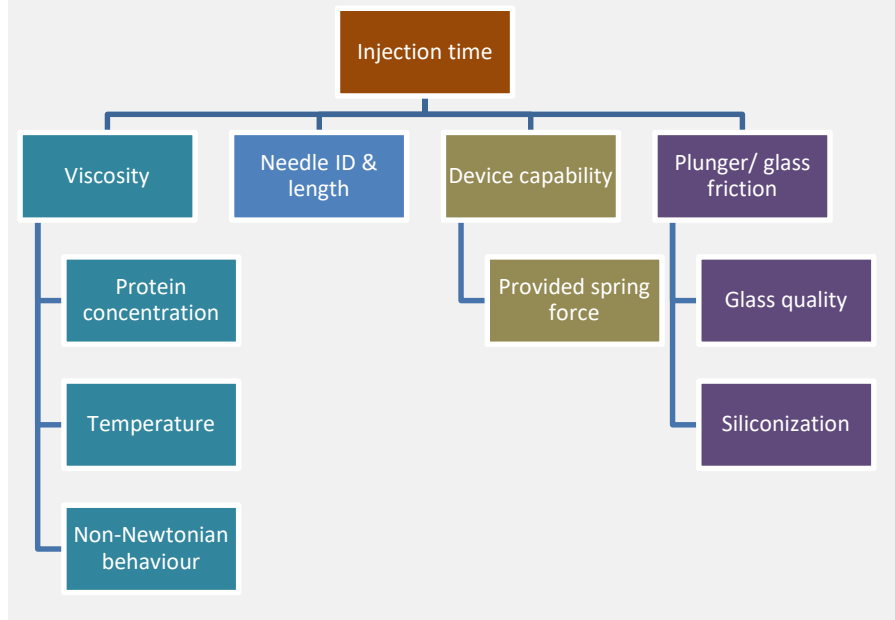 Injection time
Viscosity
Needle ID &
length
Device capability
Plunger/ glass
friction
Protein
concentration
Provided spring
force
Glass quality
Temperature
Siliconization
Non-Newtonian
behaviour